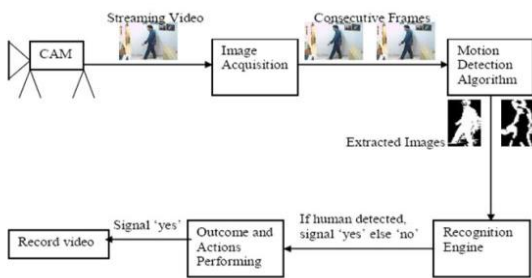 Streaming Video
Consecutive Frames
CAM
Image
Acquisition
Motion
Detection
Algorithm
Extracted Images
If human detected,
signal 'yes' else 'no'
Signal 'yes'
Record video
Outcome and
Actions
Performing
Recognition
Engine